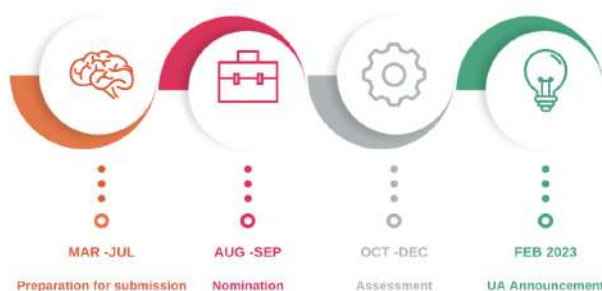 MAR -JUL
AUG -SEP
OCT -DEC
FEB 2023
Preparation for submission
Nomination
Assessment
UA Announcement